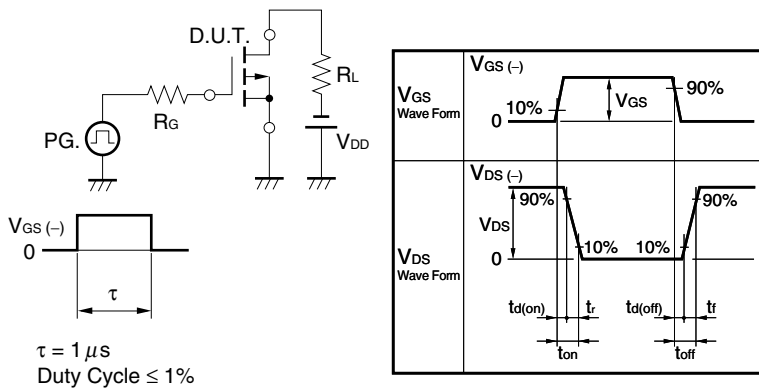 D.U.T.
RL
RG
PG.
VDD
VGS (−)
0
τ
τ = 1 μs
Duty Cycle ≤ 1%
VGS
Wave Form
VGS (−)
10%
VGS
90%
0
VDS
Wave Form
VDS (−)
90%
90%
VDS
10%
10%
0
td(on)
tr
td(off)
tf
ton
toff